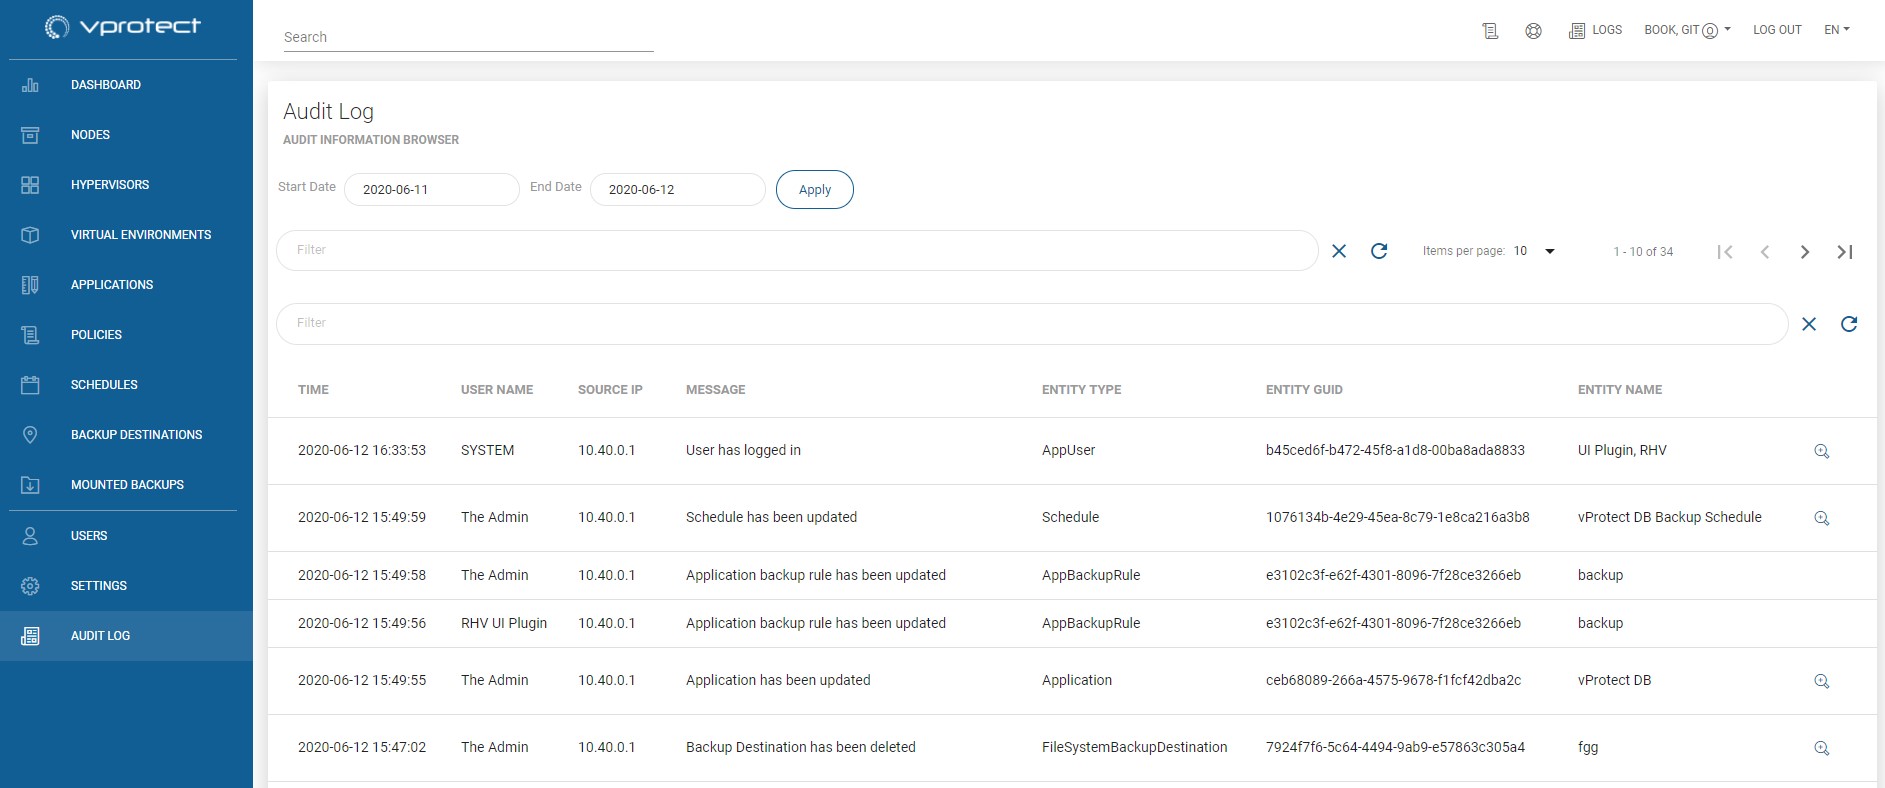 vprotect
Search
LOGS
BOOK, GIT
LOG OUT
EN
DASHBOARD
NODES
HYPERVISORS
VIRTUAL ENVIRONMENTS
APPLICATIONS
POLICIES
SCHEDULES
BACKUP DESTINATIONS
MOUNTED BACKUPS
USERS
SETTINGS
AUDIT LOG
Audit Log
AUDIT INFORMATION BROWSER
Start Date 2020-06-11 End Date 2020-06-12 Apply
Filter Items per page: 10 1 - 10 of 34
Filter
TIME USER NAME SOURCE IP MESSAGE ENTITY TYPE ENTITY GUID ENTITY NAME
2020-06-12 16:33:53 SYSTEM 10.40.0.1 User has logged in AppUser b45ced6f-b472-45f8-a1d8-00ba8ada8833 UI Plugin, RHV
2020-06-12 15:49:59 The Admin 10.40.0.1 Schedule has been updated Schedule 1076134b-4e29-45ea-8c79-1e8ca216a3b8 vProtect DB Backup Schedule
2020-06-12 15:49:58 The Admin 10.40.0.1 Application backup rule has been updated AppBackupRule e3102c3f-e62f-4301-8096-7f28ce3266eb backup
2020-06-12 15:49:56 RHV UI Plugin 10.40.0.1 Application backup rule has been updated AppBackupRule e3102c3f-e62f-4301-8096-7f28ce3266eb backup
2020-06-12 15:49:55 The Admin 10.40.0.1 Application has been updated Application ceb68089-266a-4575-9678-f1fcf42dba2c vProtect DB
2020-06-12 15:47:02 The Admin 10.40.0.1 Backup Destination has been deleted FileSystemBackupDestination 7924f7f6-5c64-4494-9ab9-e57863c305a4 fgg